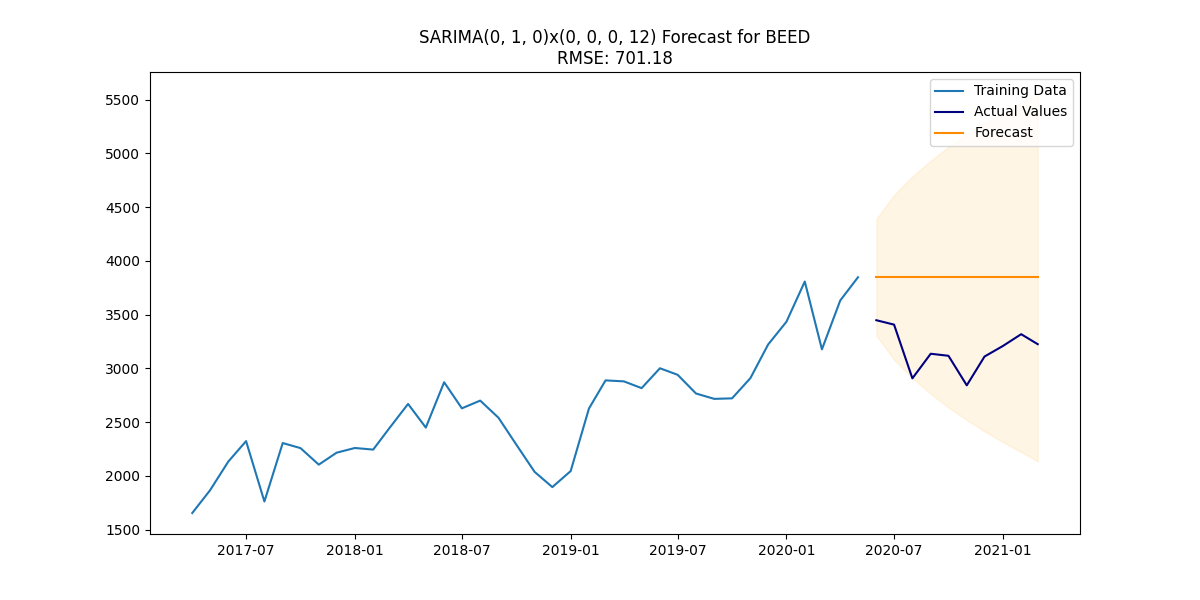 SARIMA(0, 1, 0)x(0, 0, 0, 12) Forecast for BEED
RMSE: 701.18
Training Data
Actual Values
Forecast
5500
5000
4500
4000
3500
3000
2500
2000
1500
2017-07 2018-01 2018-07 2019-01 2019-07 2020-01 2020-07 2021-01